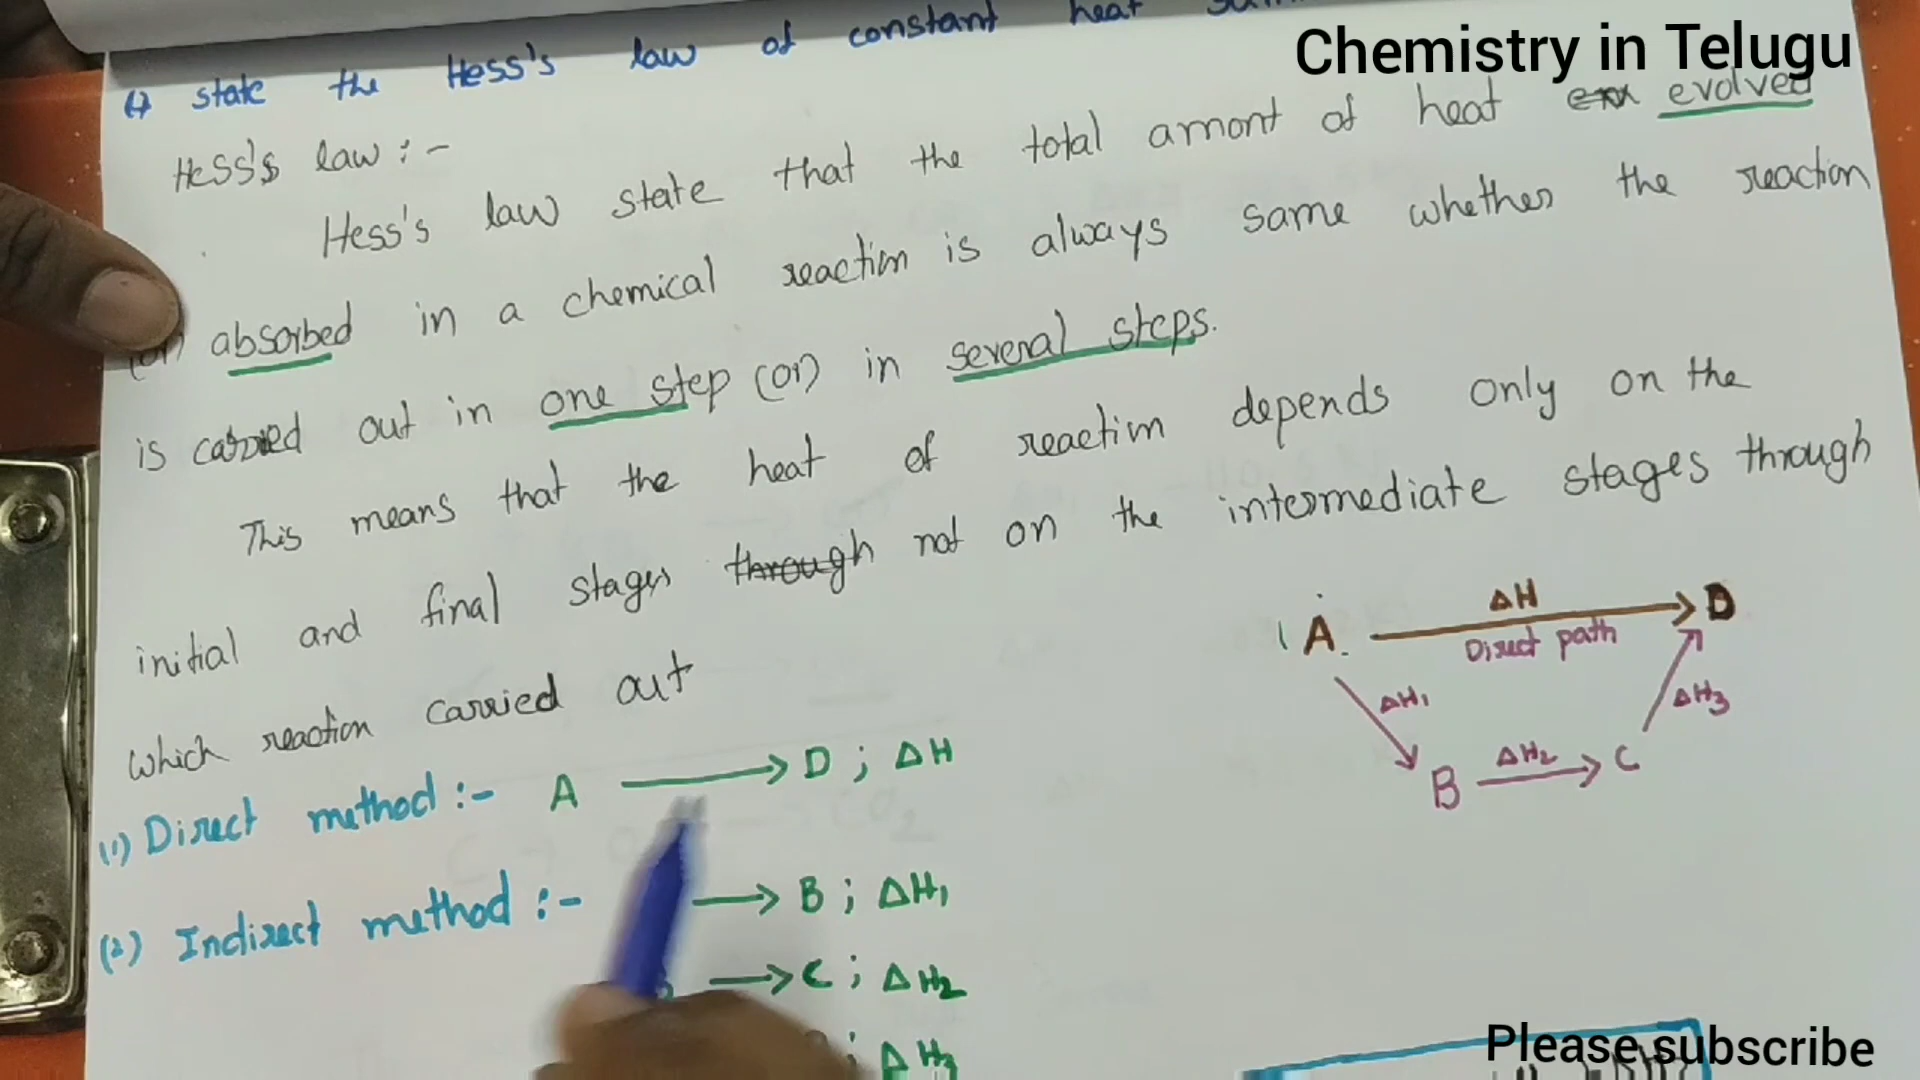 Chemistry in Telugu
state the Hess's law of constant heat
Hess's law :-
Hess's law state that the total amont of heat evolved
(or) absorbed in a chemical reaction is always same whether the reaction
is carried out in one step (or) in several steps.
This means that the heat of reaction depends only on the
initial and final stages through not on the intermediate stages through
which reaction carried out
(1) Direct method :- A → D ; ΔH
(2) Indirect method :- → B ; ΔH₁
→ C ; ΔH₂
; ΔH₃
A ΔH D
Direct path
ΔH₁ ΔH₃
B ΔH₂ C
Please subscribe